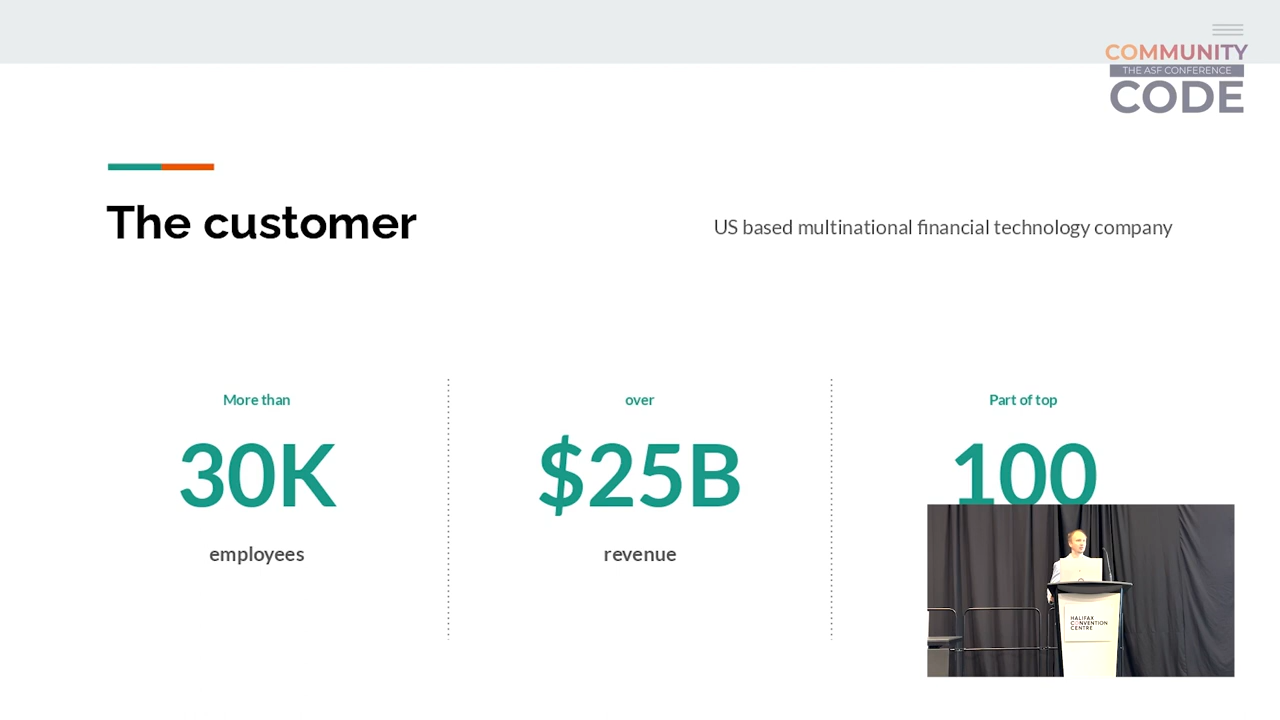 COMMUNITY
THE ASF CONFERENCE
CODE
The customer
US based multinational financial technology company
More than
30K
employees
over
$25B
revenue
Part of top
100
HALIFAX
CONVENTION
CENTRE